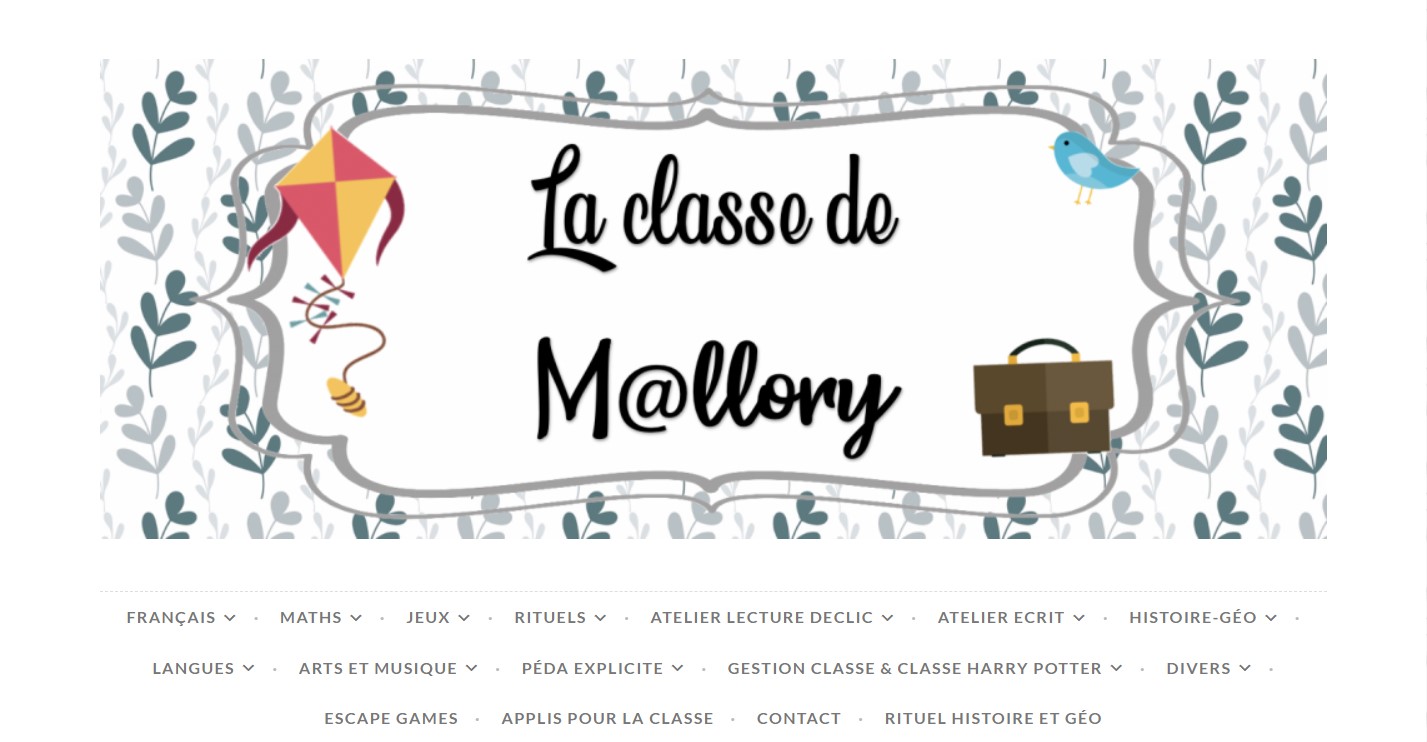 La classe de
M@llory
FRANÇAIS · MATHS · JEUX · RITUELS · ATELIER LECTURE DECLIC · ATELIER ECRIT · HISTOIRE-GÉO ·
LANGUES · ARTS ET MUSIQUE · PÉDA EXPLICITE · GESTION CLASSE & CLASSE HARRY POTTER · DIVERS ·
ESCAPE GAMES · APPLIS POUR LA CLASSE · CONTACT · RITUEL HISTOIRE ET GÉO